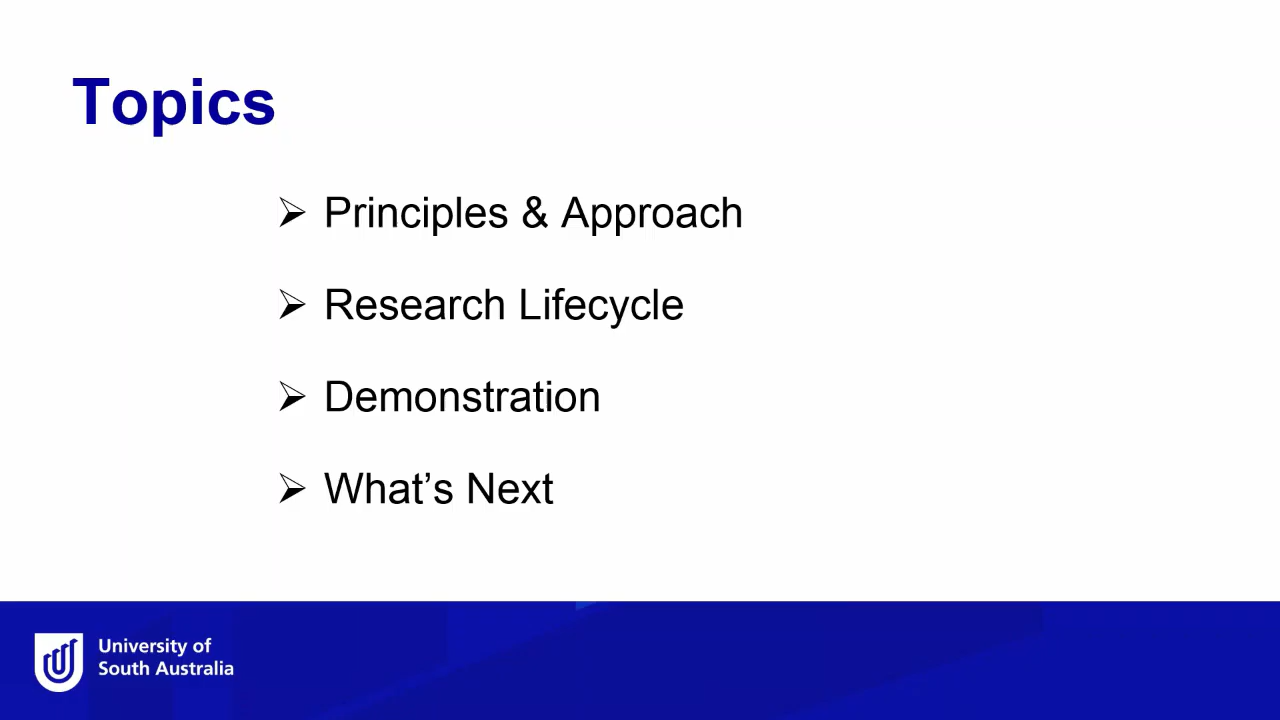 Topics
➢ Principles & Approach
➢ Research Lifecycle
➢ Demonstration
➢ What’s Next
University of
South Australia